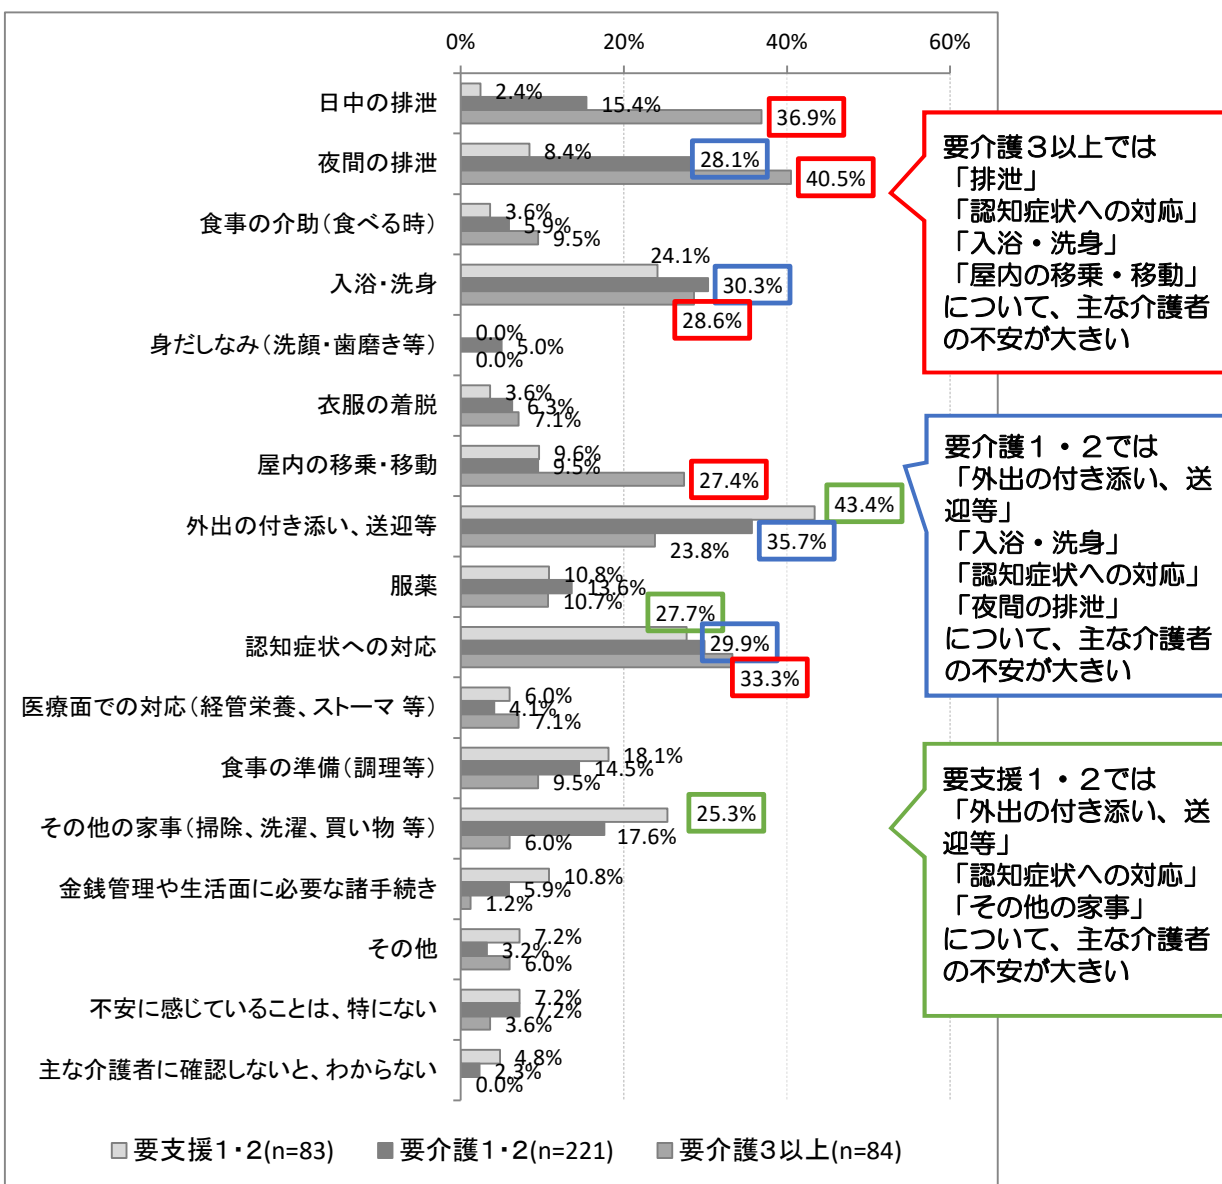 0% 20% 40% 60%
日中の排泄 2.4% 15.4% 36.9%
夜間の排泄 8.4% 28.1% 40.5%
食事の介助(食べる時) 3.6% 5.9% 9.5%
入浴・洗身 24.1% 30.3% 28.6%
身だしなみ(洗顔・歯磨き等) 0.0% 5.0% 0.0%
衣服の着脱 3.6% 6.3% 7.1%
屋内の移乗・移動 9.6% 9.5% 27.4%
外出の付き添い、送迎等 43.4% 35.7% 23.8%
服薬 10.8% 13.6% 10.7%
認知症状への対応 27.7% 29.9% 33.3%
医療面での対応(経管栄養、ストーマ 等) 6.0% 4.1% 7.1%
食事の準備(調理等) 18.1% 14.5% 9.5%
その他の家事(掃除、洗濯、買い物 等) 25.3% 17.6% 6.0%
金銭管理や生活面に必要な諸手続き 10.8% 5.9% 1.2%
その他 7.2% 3.2% 6.0%
不安に感じていることは、特にない 7.2% 7.2% 3.6%
主な介護者に確認しないと、わからない 4.8% 2.3% 0.0%
要支援1・2(n=83) 要介護1・2(n=221) 要介護3以上(n=84)
要介護3以上では
「排泄」
「認知症状への対応」
「入浴・洗身」
「屋内の移乗・移動」
について、主な介護者
の不安が大きい
要介護1・2では
「外出の付き添い、送
迎等」
「入浴・洗身」
「認知症状への対応」
「夜間の排泄」
について、主な介護者
の不安が大きい
要支援1・2では
「外出の付き添い、送
迎等」
「認知症状への対応」
「その他の家事」
について、主な介護者
の不安が大きい